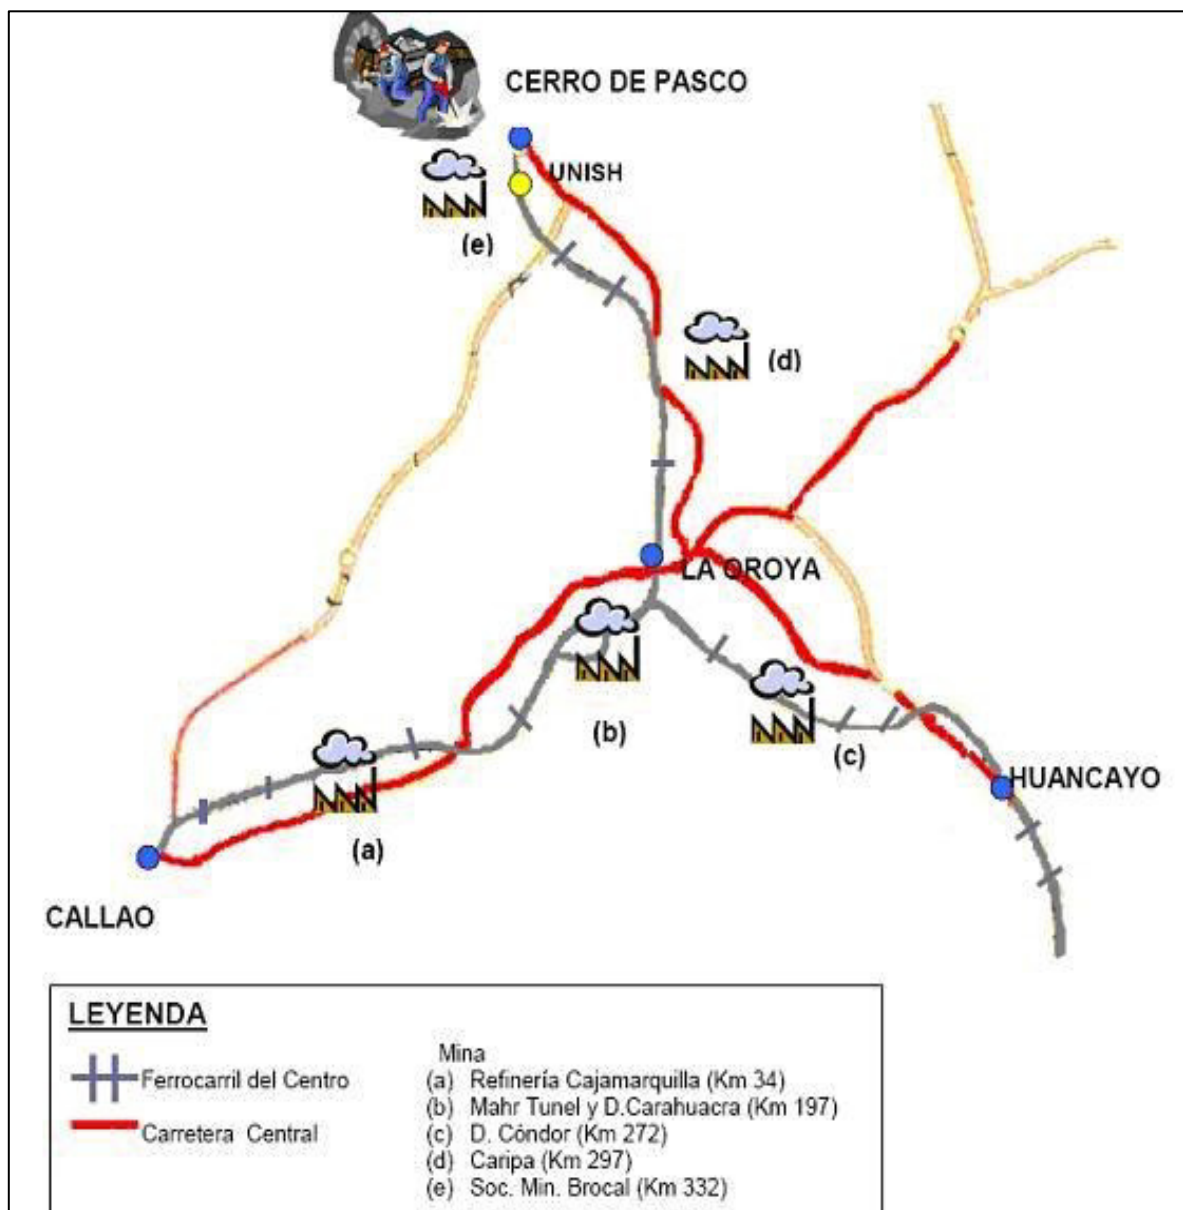 CERRO DE PASCO
UNISH
(e)
(d)
LA OROYA
(b)
(c)
HUANCAYO
(a)
CALLAO
LEYENDA
Ferrocarril del Centro
Carretera Central
Mina
(a) Refinería Cajamarquilla (Km 34)
(b) Mahr Tunel y D.Carahuacra (Km 197)
(c) D. Cóndor (Km 272)
(d) Caripa (Km 297)
(e) Soc. Min. Brocal (Km 332)